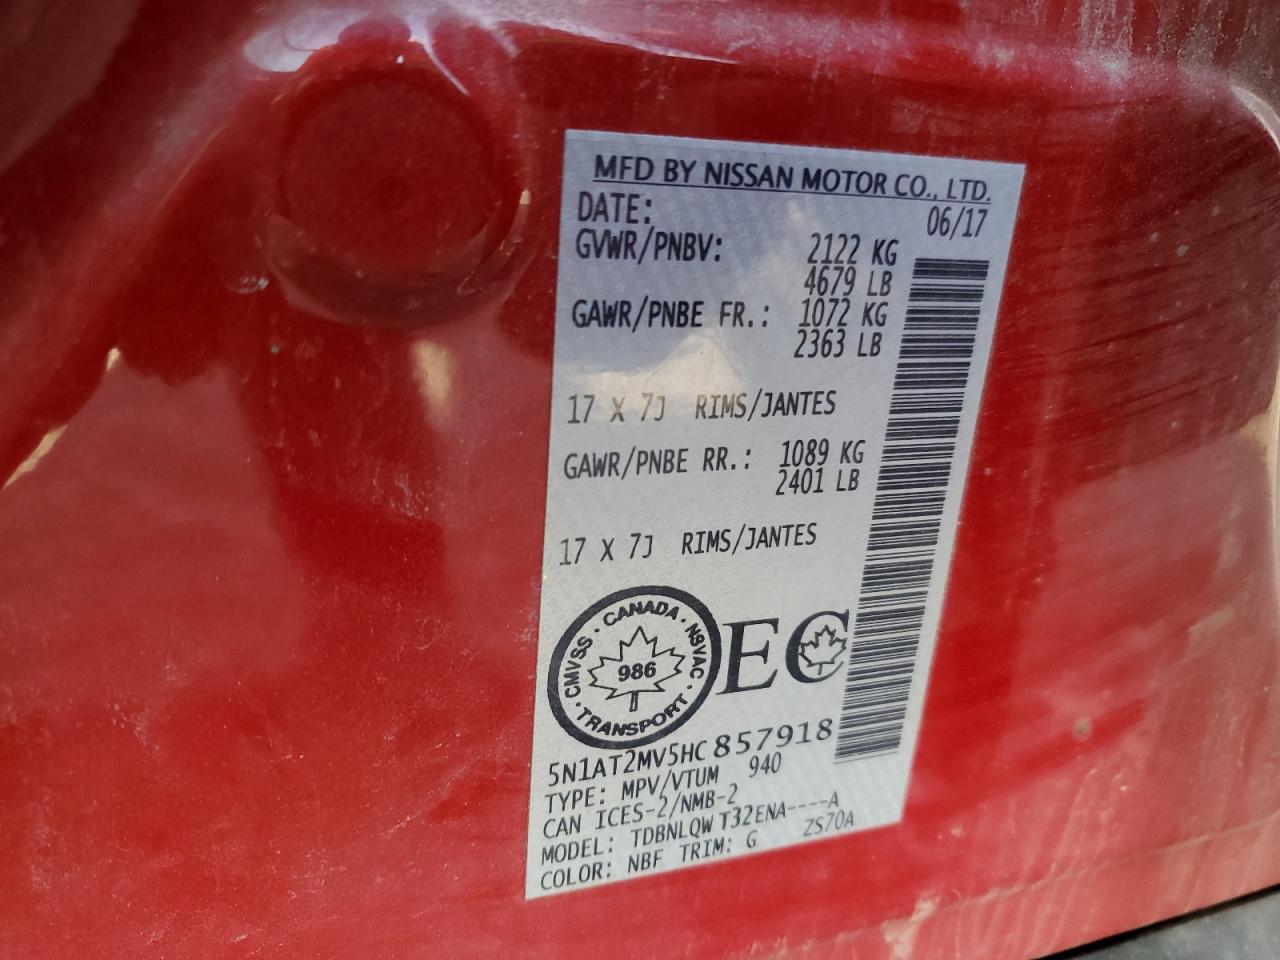 MFD BY NISSAN MOTOR CO., LTD.
DATE: 06/17
GVWR/PNBV: 2122 KG
4679 LB
GAWR/PNBE FR.: 1072 KG
2363 LB
17 X 7J RIMS/JANTES
GAWR/PNBE RR.: 1089 KG
2401 LB
17 X 7J RIMS/JANTES
CMVSS · CANADA · NSVAC · TRANSPORT ·
986
EC
5N1AT2MV5HC857918
TYPE: MPV/VTUM 940
CAN ICES-2/NMB-2
MODEL: TDBNLQW T32ENA----A
COLOR: NBF TRIM: G ZS70A